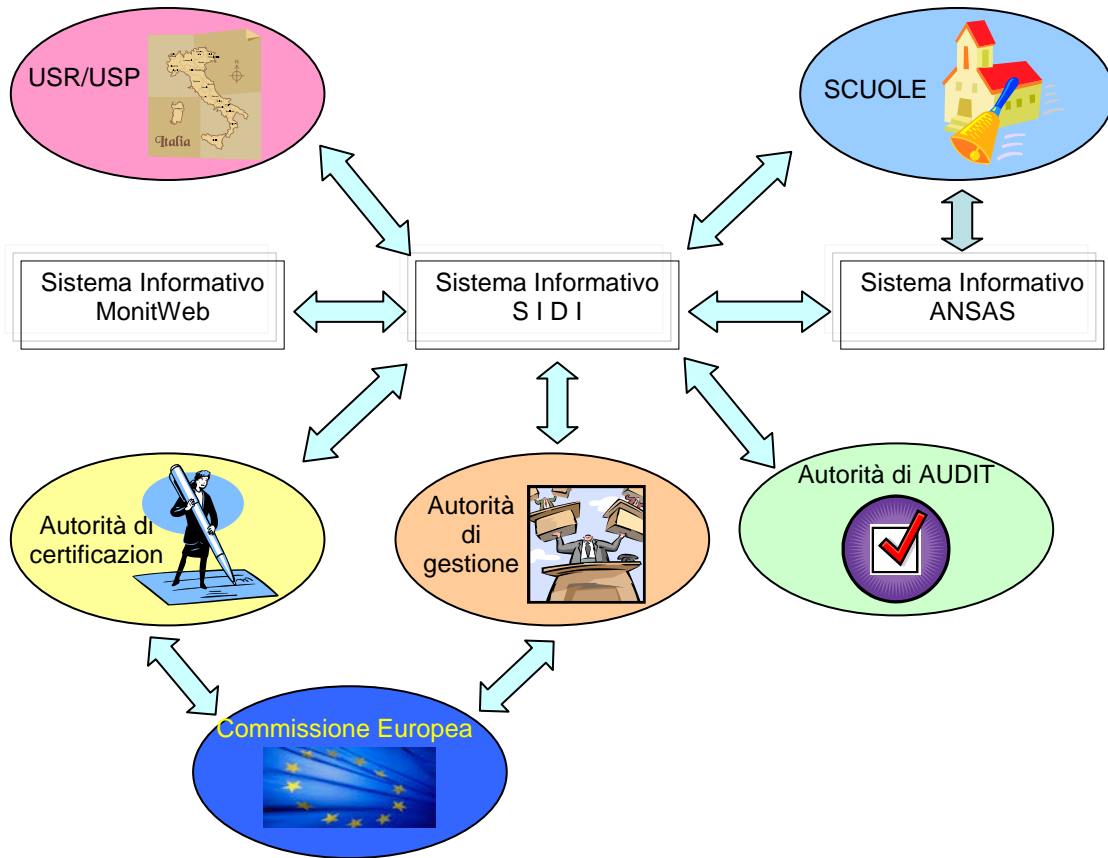 USR/USP
Italia
SCUOLE
Sistema Informativo
MonitWeb
Sistema Informativo
S I D I
Sistema Informativo
ANSAS
Autorità di
certificazion
Autorità
di
gestione
Autorità di AUDIT
Commissione Europea